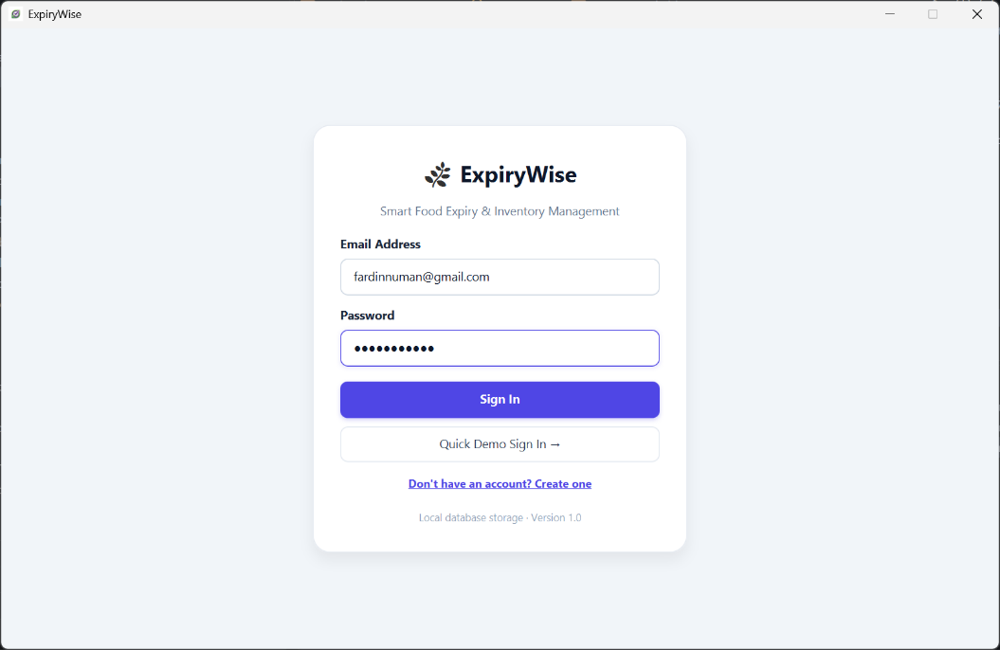 ExpiryWise
ExpiryWise
Smart Food Expiry & Inventory Management
Email Address
fardinnuman@gmail.com
Password
●●●●●●●●●●●
Sign In
Quick Demo Sign In →
Don't have an account? Create one
Local database storage · Version 1.0